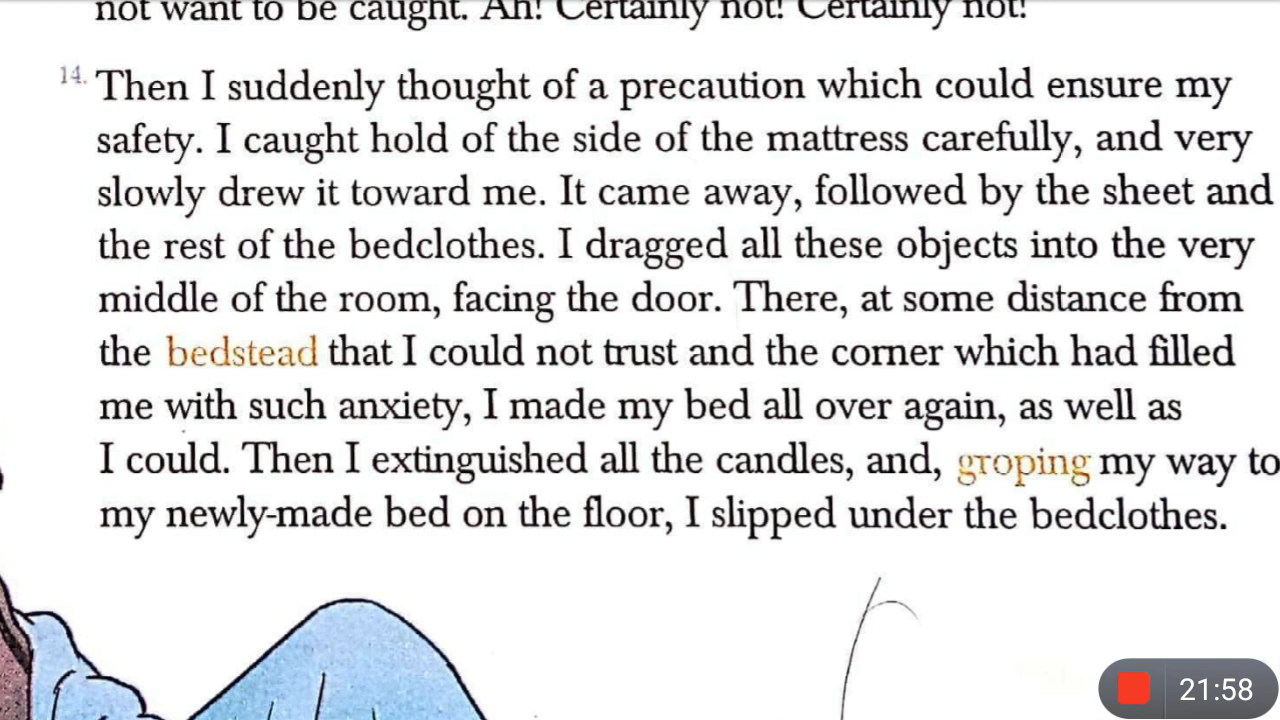 not want to be caught. Ah! Certainly not! Certainly not!
14. Then I suddenly thought of a precaution which could ensure my
safety. I caught hold of the side of the mattress carefully, and very
slowly drew it toward me. It came away, followed by the sheet and
the rest of the bedclothes. I dragged all these objects into the very
middle of the room, facing the door. There, at some distance from
the bedstead that I could not trust and the corner which had filled
me with such anxiety, I made my bed all over again, as well as
I could. Then I extinguished all the candles, and, groping my way to
my newly-made bed on the floor, I slipped under the bedclothes.
21:58